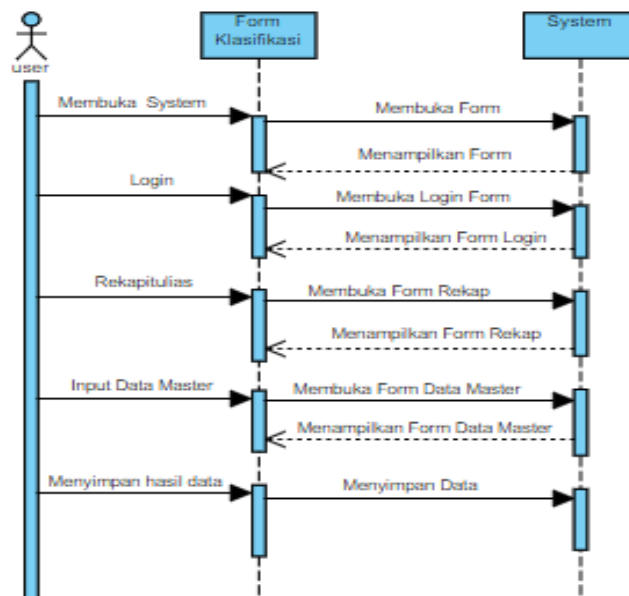 Form
Klasifikasi
System
user
Membuka System
Membuka Form
Menampilkan Form
Login
Membuka Login Form
Menampilkan Form Login
Rekapitulias
Membuka Form Rekap
Menampilkan Form Rekap
Input Data Master
Membuka Form Data Master
Menampilkan Form Data Master
Menyimpan hasil data
Menyimpan Data